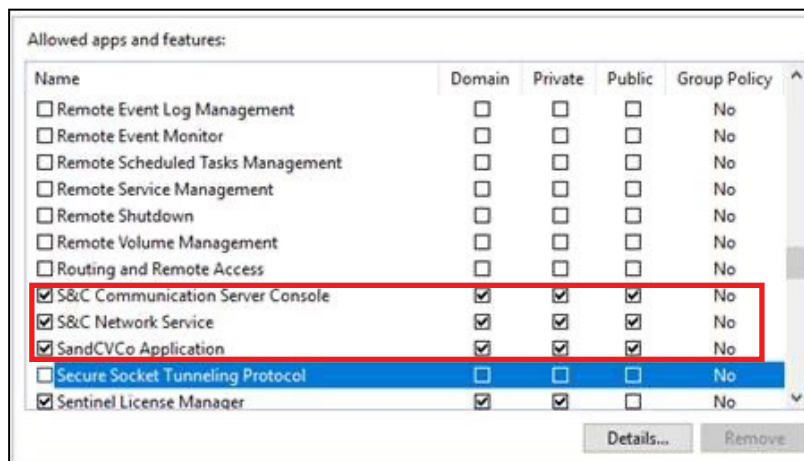 Allowed apps and features:
Name Domain Private Public Group Policy
Remote Event Log Management No
Remote Event Monitor No
Remote Scheduled Tasks Management No
Remote Service Management No
Remote Shutdown No
Remote Volume Management No
Routing and Remote Access No
S&C Communication Server Console No
S&C Network Service No
SandCVCo Application No
Secure Socket Tunneling Protocol No
Sentinel License Manager No
Details... Remove